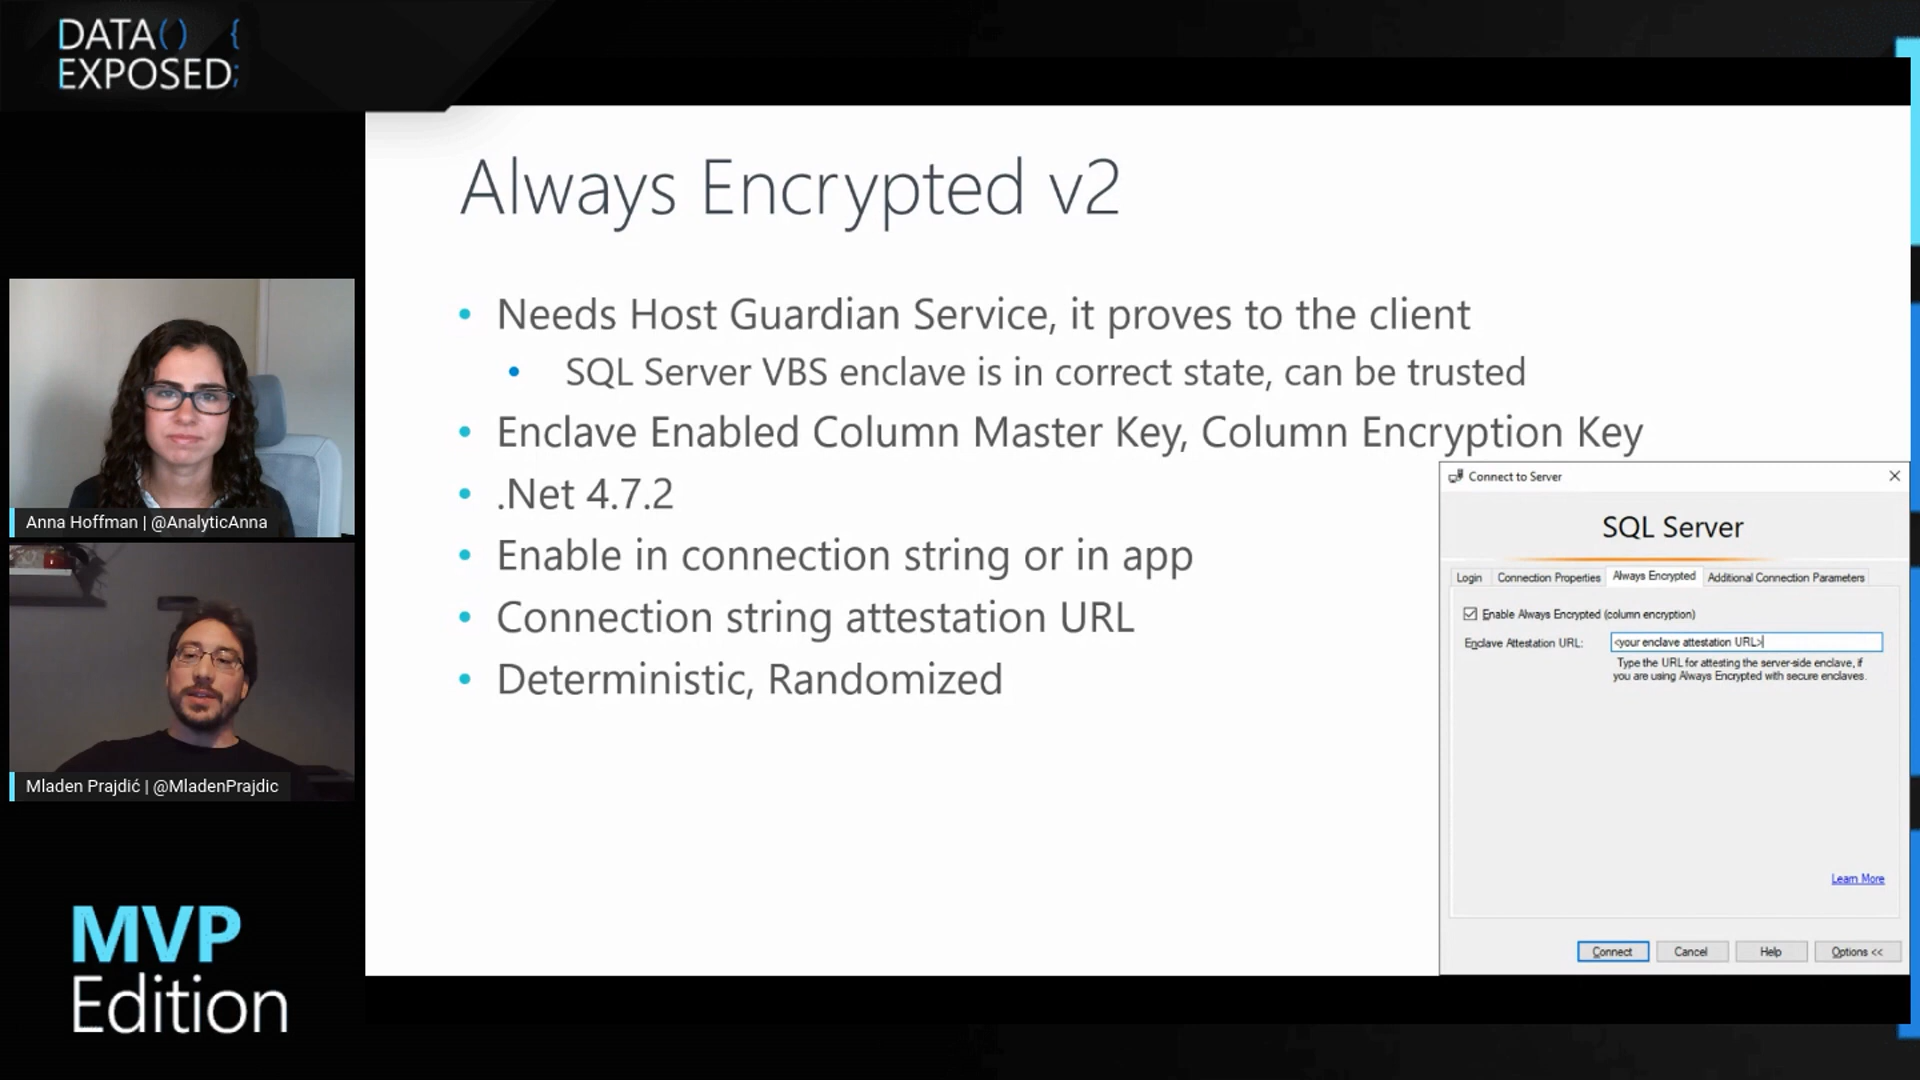 DATA() {
EXPOSED;
Always Encrypted v2
• Needs Host Guardian Service, it proves to the client
• SQL Server VBS enclave is in correct state, can be trusted
• Enclave Enabled Column Master Key, Column Encryption Key
• .Net 4.7.2
• Enable in connection string or in app
• Connection string attestation URL
• Deterministic, Randomized
Connect to Server
SQL Server
Login Connection Properties Always Encrypted Additional Connection Parameters
Enable Always Encrypted (column encryption)
Enclave Attestation URL: <your enclave attestation URL>
Type the URL for attesting the server-side enclave, if
you are using Always Encrypted with secure enclaves.
Learn More
Connect Cancel Help Options <<
Anna Hoffman | @AnalyticAnna
Mladen Prajdić | @MladenPrajdic
MVP
Edition